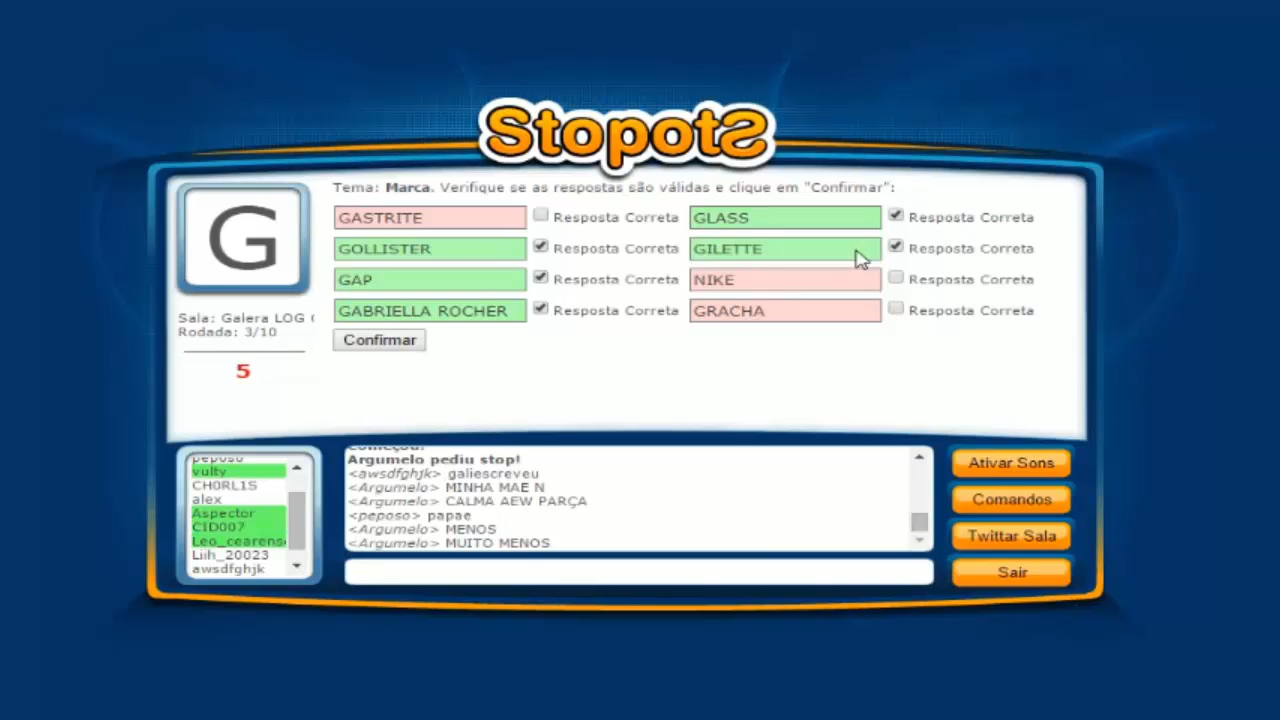 StopotS
G
Sala: Galera LOG
Rodada: 3/10
5
Tema: Marca. Verifique se as respostas são válidas e clique em "Confirmar":
GASTRITE Resposta Correta GLASS Resposta Correta
GOLLISTER Resposta Correta GILETTE Resposta Correta
GAP Resposta Correta NIKE Resposta Correta
GABRIELLA ROCHER Resposta Correta GRACHA Resposta Correta
Confirmar
peposo
vulty
CH0RL1S
alex
Aspector
CID007
Leo_cearens
Liih_20023
awsdfghjk
começou!
Argumelo pediu stop!
<awsdfghjk> galiescreveu
<Argumelo> MINHA MAE N
<Argumelo> CALMA AEW PARÇA
<peposo> papae
<Argumelo> MENOS
<Argumelo> MUITO MENOS
Ativar Sons
Comandos
Twittar Sala
Sair